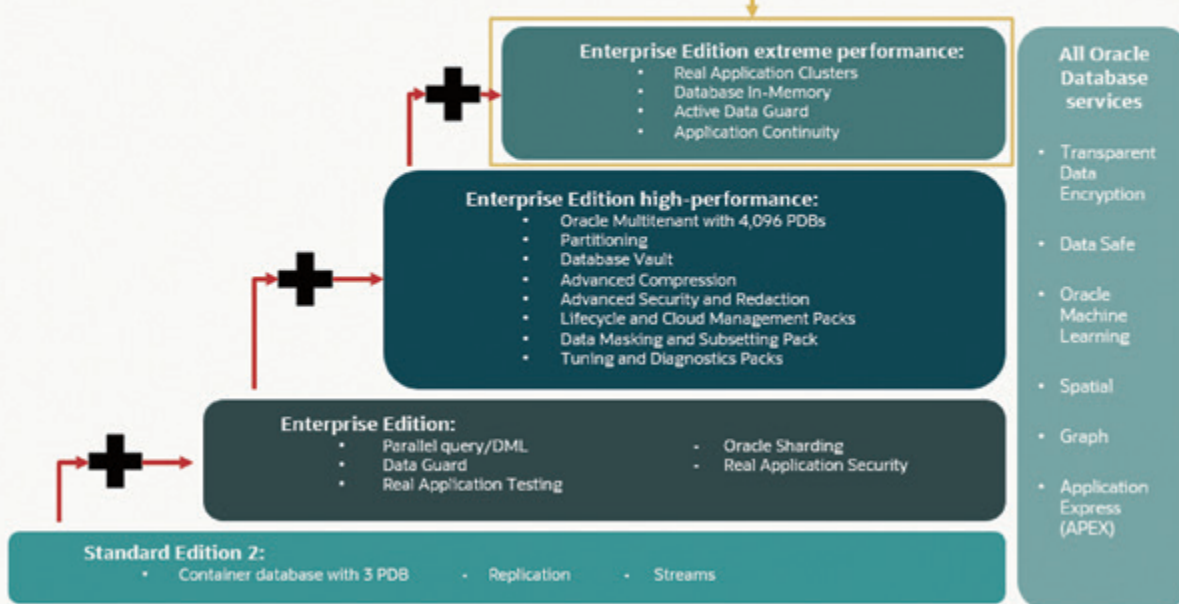 Enterprise Edition extreme performance:
• Real Application Clusters
• Database In-Memory
• Active Data Guard
• Application Continuity
Enterprise Edition high-performance:
• Oracle Multitenant with 4,096 PDBs
• Partitioning
• Database Vault
• Advanced Compression
• Advanced Security and Redaction
• Lifecycle and Cloud Management Packs
• Data Masking and Subsetting Pack
• Tuning and Diagnostics Packs
Enterprise Edition:
• Parallel query/DML
• Data Guard
• Real Application Testing
- Oracle Sharding
- Real Application Security
Standard Edition 2:
• Container database with 3 PDB - Replication - Streams
All Oracle
Database
services
• Transparent
Data
Encryption
• Data Safe
• Oracle
Machine
Learning
• Spatial
• Graph
• Application
Express
(APEX)